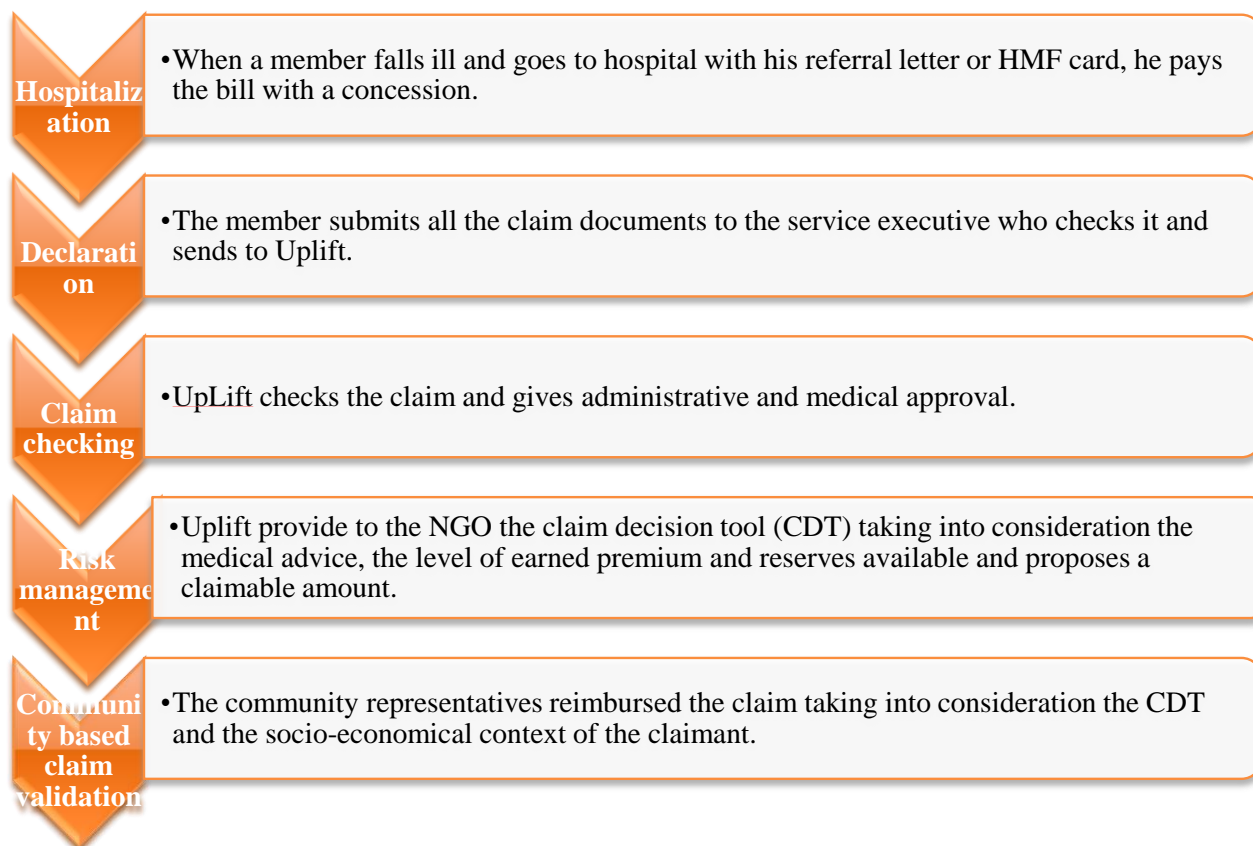 Hospitaliz
ation
•When a member falls ill and goes to hospital with his referral letter or HMF card, he pays
the bill with a concession.
Declarati
on
•The member submits all the claim documents to the service executive who checks it and
sends to Uplift.
Claim
checking
•UpLift checks the claim and gives administrative and medical approval.
Risk
manageme
nt
•Uplift provide to the NGO the claim decision tool (CDT) taking into consideration the
medical advice, the level of earned premium and reserves available and proposes a
claimable amount.
Communi
ty based
claim
validation
•The community representatives reimbursed the claim taking into consideration the CDT
and the socio-economical context of the claimant.